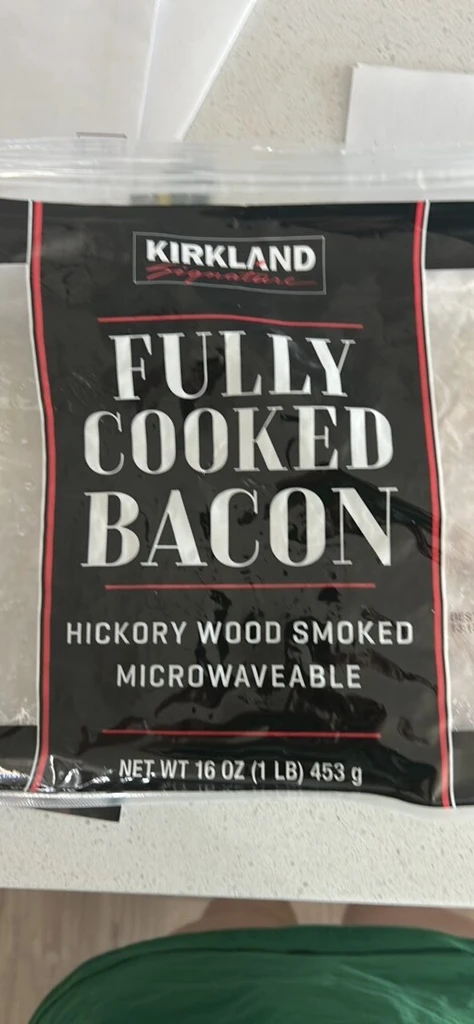 KIRKLAND
Signature
FULLY
COOKED
BACON
HICKORY WOOD SMOKED
MICROWAVEABLE
NET WT 16 OZ (1 LB) 453 g